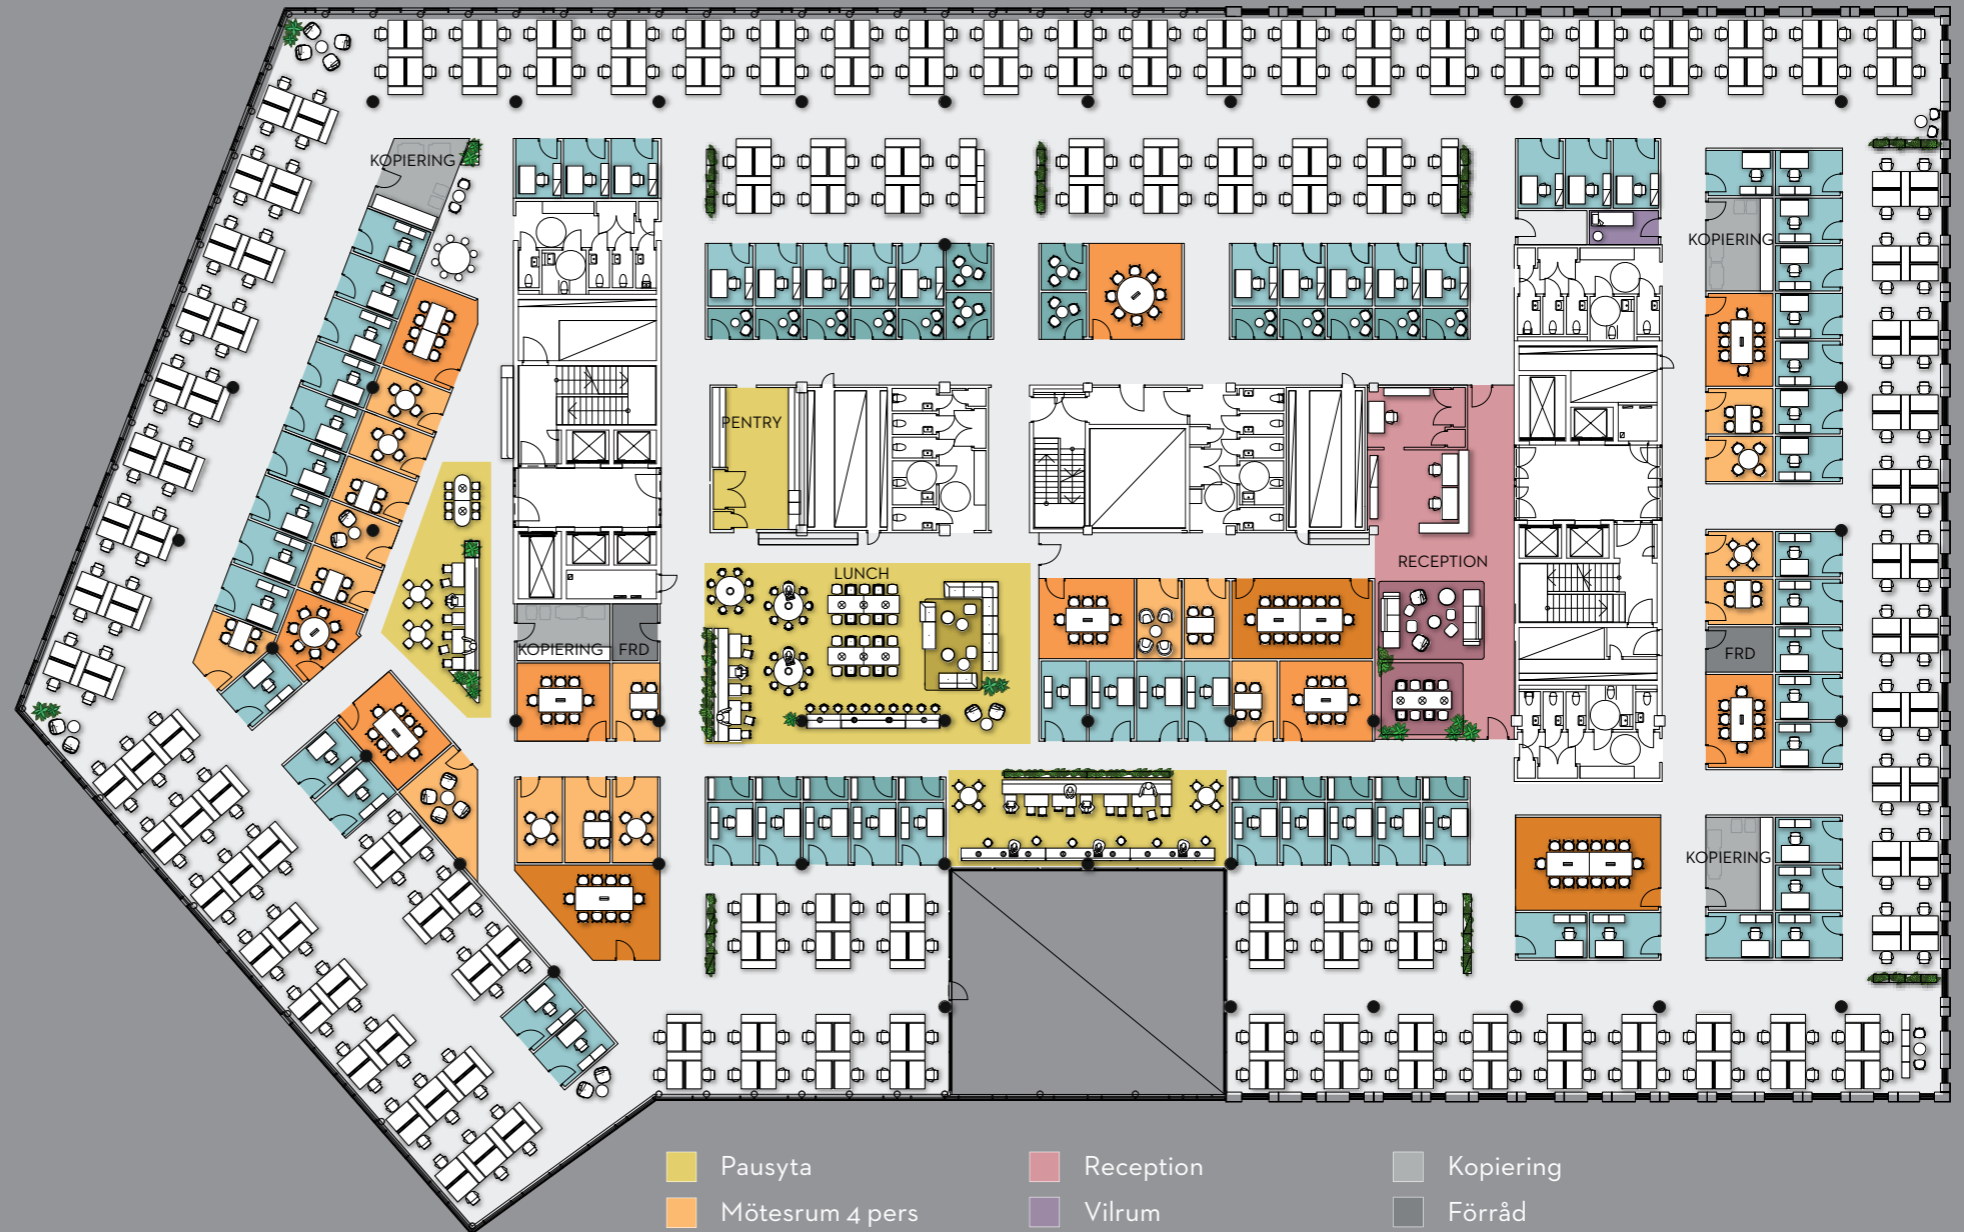 KOPIERING
KOPIERING
PENTRY
RECEPTION
LUNCH
KOPIERING
FRD
FRD
KOPIERING
Pausyta
Reception
Kopiering
Mötesrum 4 pers
Vilrum
Förråd